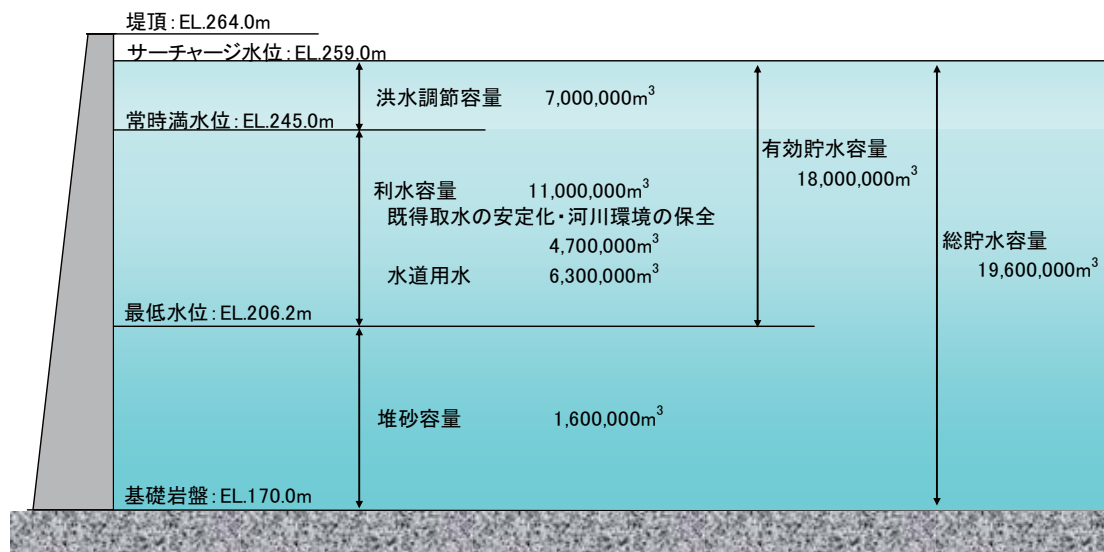 堤頂：EL.264.0m
サーチャージ水位：EL.259.0m
洪水調節容量 7,000,000m³
常時満水位：EL.245.0m
有効貯水容量
18,000,000m³
利水容量 11,000,000m³
既得取水の安定化・河川環境の保全
4,700,000m³
水道用水 6,300,000m³
総貯水容量
19,600,000m³
最低水位：EL.206.2m
堆砂容量 1,600,000m³
基礎岩盤：EL.170.0m